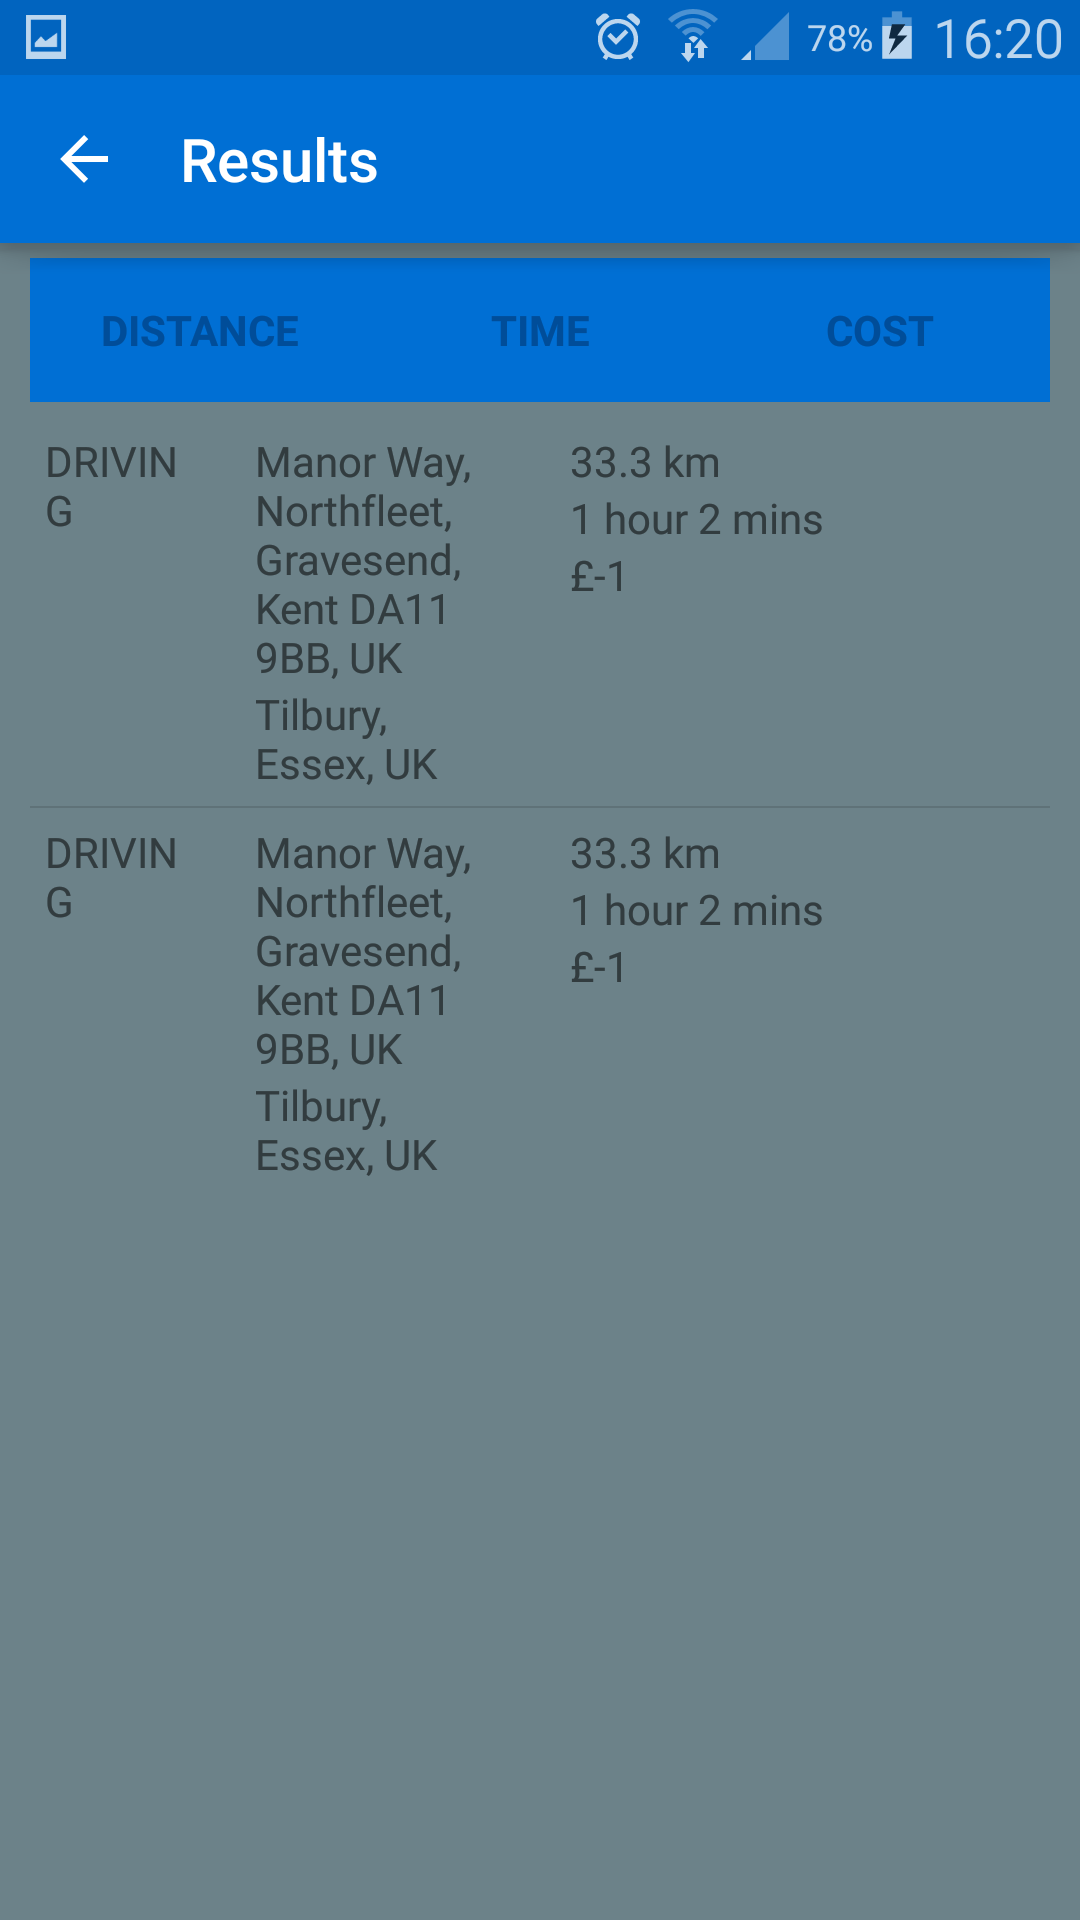 78% 16:20
Results
DISTANCE TIME COST
DRIVIN
G
Manor Way,
Northfleet,
Gravesend,
Kent DA11
9BB, UK
Tilbury,
Essex, UK
33.3 km
1 hour 2 mins
£-1
DRIVIN
G
Manor Way,
Northfleet,
Gravesend,
Kent DA11
9BB, UK
Tilbury,
Essex, UK
33.3 km
1 hour 2 mins
£-1